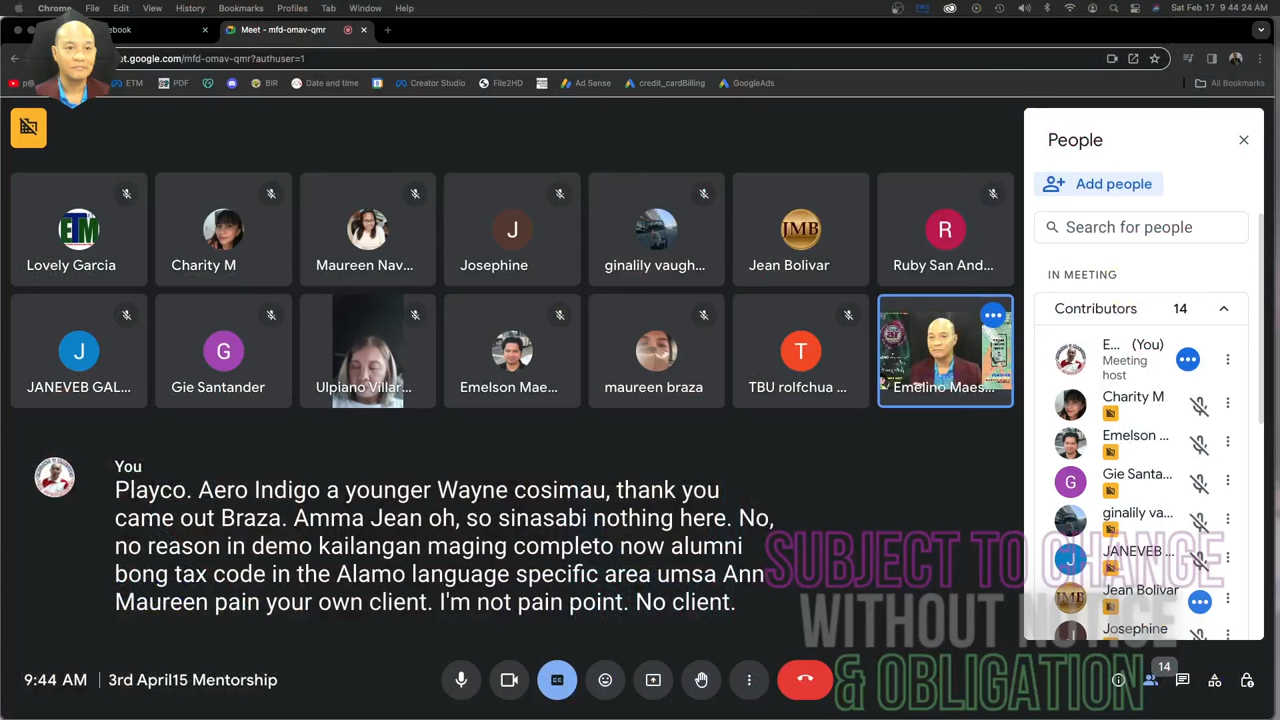 Chrome File Edit View History Bookmarks Profiles Tab Window Help
Sat Feb 17 9:44 24 AM
Meet - mfd-omav-qmr
et.google.com/mfd-omav-qmr?authuser=1
ETM PDF BIR Date and time Creator Studio File2HD Ad Sense credit_cardBilling GoogleAds All Bookmarks
People
Add people
Search for people
IN MEETING
Contributors 14
E... (You)
Meeting host
Charity M
Emelson ...
Gie Santa...
ginalily va...
JANEVEB ...
Jean Bolivar
Josephine
ETM
Lovely Garcia
Charity M
Maureen Nav...
J
Josephine
ginalily vaugh...
JMB
Jean Bolivar
R
Ruby San And...
J
JANEVEB GAL...
G
Gie Santander
Ulpiano Villar...
Emelson Mae...
maureen braza
T
TBU rolfchua ...
Emelino Maes...
You
Playco. Aero Indigo a younger Wayne cosimau, thank you
came out Braza. Amma Jean oh, so sinasabi nothing here. No,
no reason in demo kailangan maging completo now alumni
bong tax code in the Alamo language specific area umsa Ann
Maureen pain your own client. I'm not pain point. No client.
SUBJECT TO CHANGE
WITHOUT NOTICE
& OBLIGATION
9:44 AM | 3rd April15 Mentorship
14